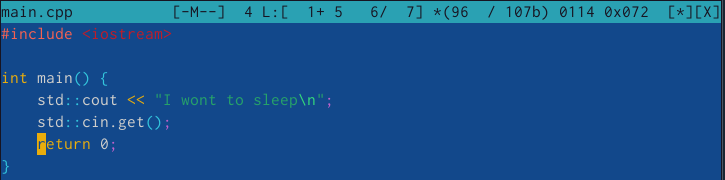 main.cpp [-M--] 4 L:[ 1+ 5 6/ 7] *(96 / 107b) 0114 0x072 [*][X]
#include <iostream>
int main() {
std::cout << "I wont to sleep\n";
std::cin.get();
return 0;
}